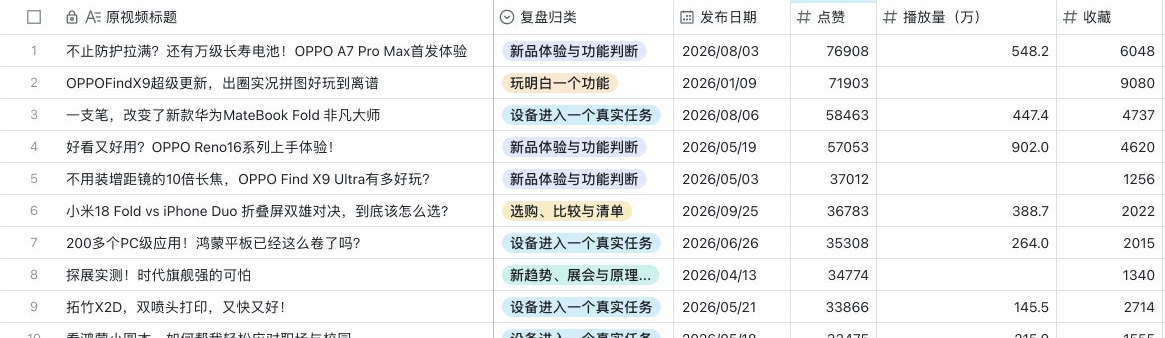 原视频标题 复盘归类 发布日期 点赞 播放量（万） 收藏
1 不止防护拉满？还有万级长寿电池！OPPO A7 Pro Max首发体验 新品体验与功能判断 2026/08/03 76908 548.2 6048
2 OPPOFindX9超级更新，出圈实况拼图好玩到离谱 玩明白一个功能 2026/01/09 71903 9080
3 一支笔，改变了新款华为MateBook Fold 非凡大师 设备进入一个真实任务 2026/08/06 58463 447.4 4737
4 好看又好用？OPPO Reno16系列上手体验！ 新品体验与功能判断 2026/05/19 57053 902.0 4620
5 不用装增距镜的10倍长焦，OPPO Find X9 Ultra有多好玩？ 新品体验与功能判断 2026/05/03 37012 1256
6 小米18 Fold vs iPhone Duo 折叠屏双雄对决，到底该怎么选？ 选购、比较与清单 2026/09/25 36783 388.7 2022
7 200多个PC级应用！鸿蒙平板已经这么卷了吗？ 设备进入一个真实任务 2026/06/26 35308 264.0 2015
8 探展实测！时代旗舰强的可怕 新趋势、展会与原理... 2026/04/13 34774 1340
9 拓竹X2D，双喷头打印，又快又好！ 设备进入一个真实任务 2026/05/21 33866 145.5 2714